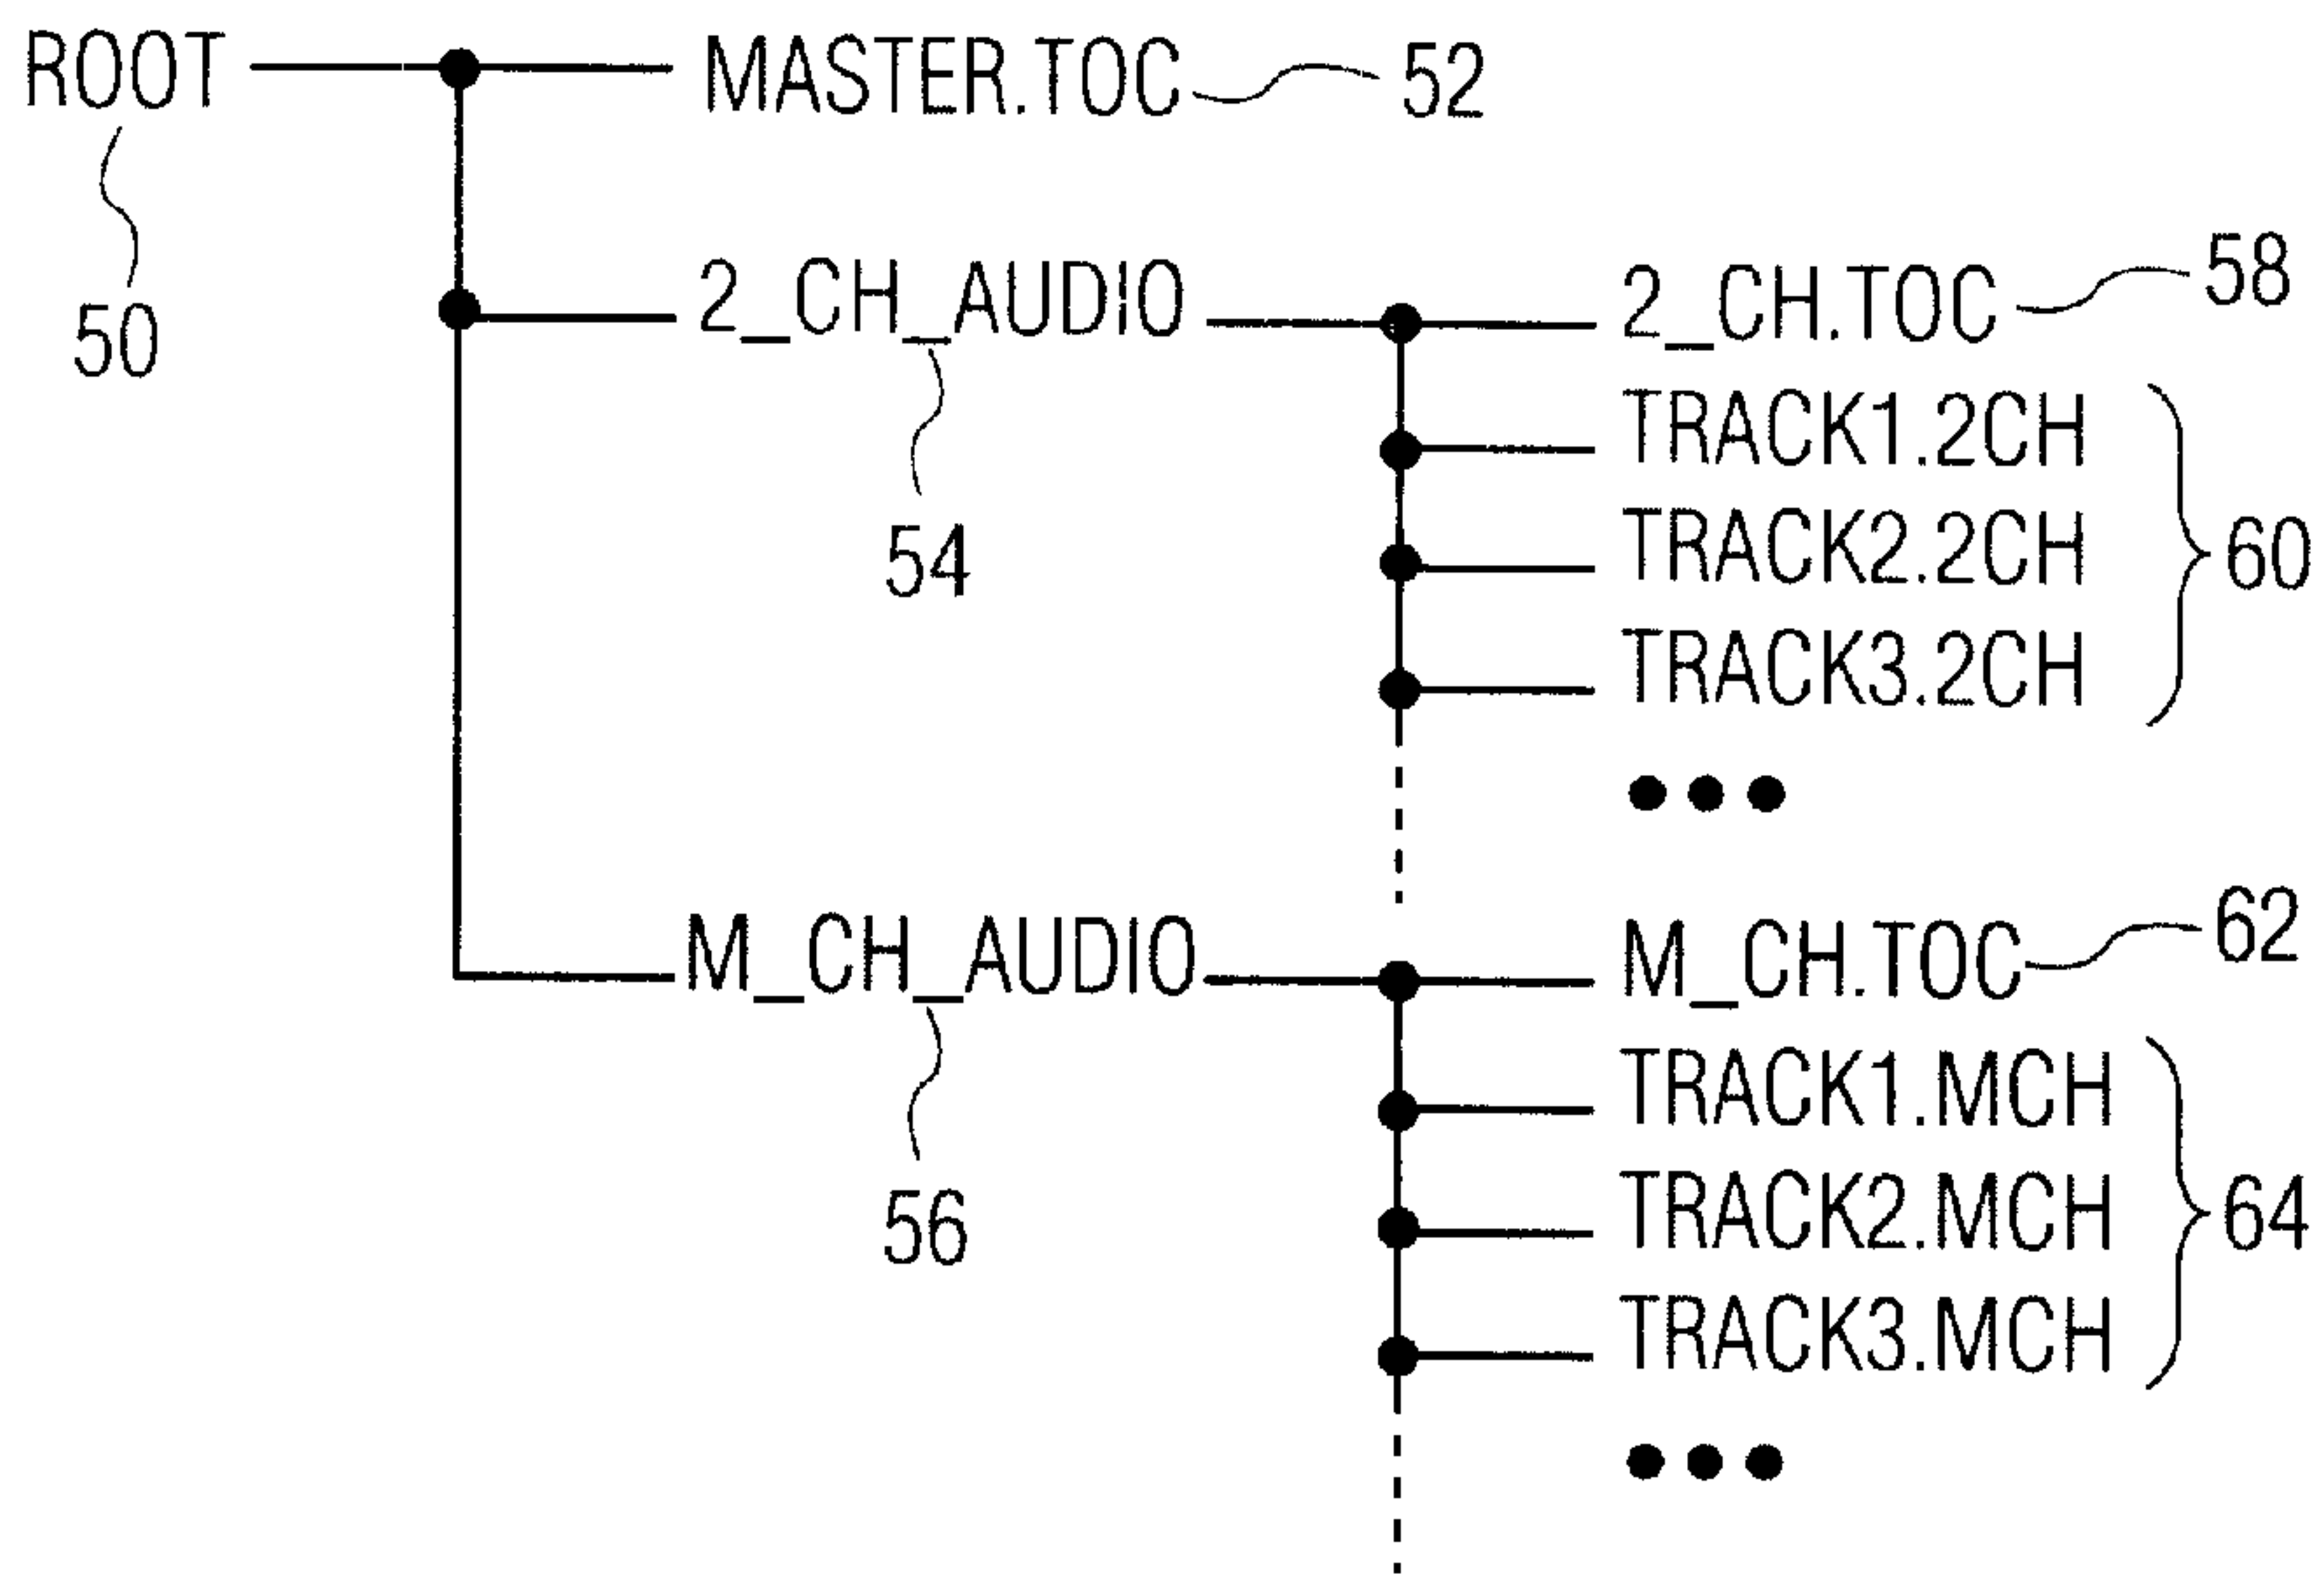 ROOT
MASTER.TOC
52
50
2_CH_AUDIO
54
2_CH.TOC
58
TRACK1.2CH
TRACK2.2CH
TRACK3.2CH
60
M_CH_AUDIO
56
M_CH.TOC
62
TRACK1.MCH
TRACK2.MCH
TRACK3.MCH
64